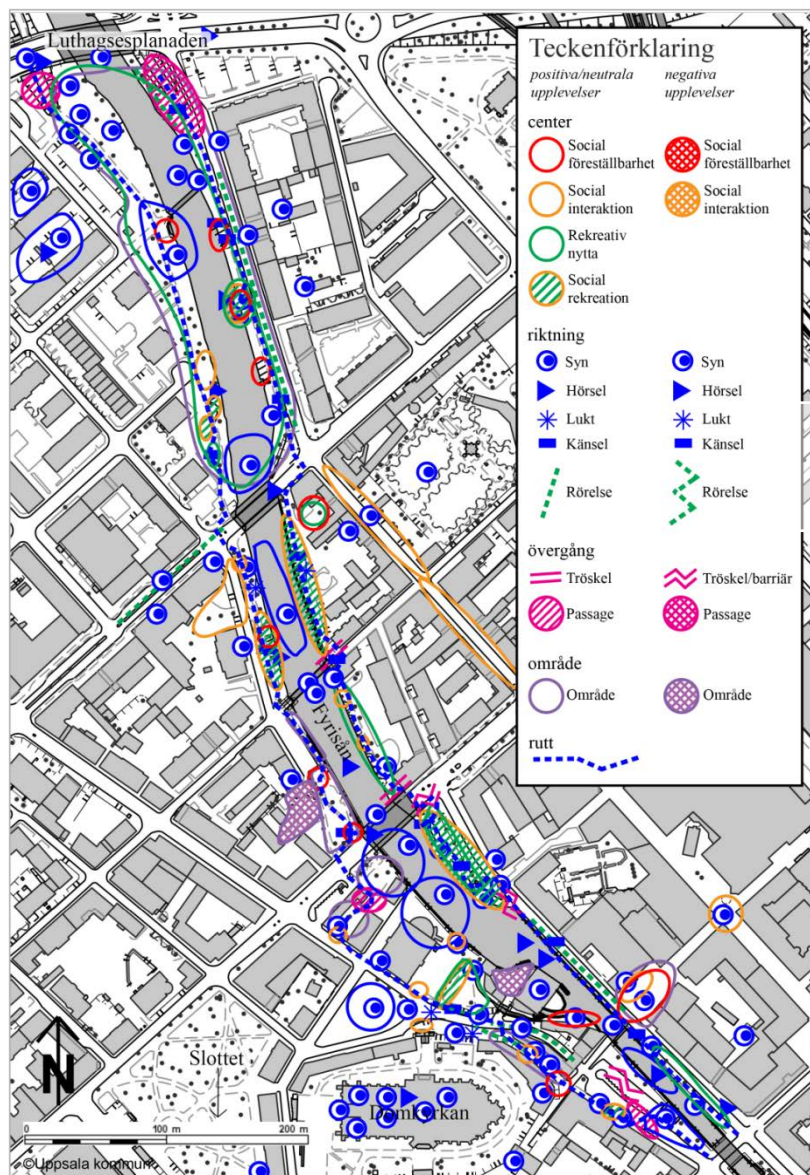 Luthagsesplanaden
Teckenförklaring
positiva/neutrala
upplevelser
negativa
upplevelser
center
Social
föreställbarhet
Social
föreställbarhet
Social
interaktion
Social
interaktion
Rekreativ
nytta
Social
rekreation
riktning
Syn
Syn
Hörsel
Hörsel
Lukt
Lukt
Känsel
Känsel
Rörelse
Rörelse
övergång
Tröskel
Tröskel/barriär
Passage
Passage
område
Område
Område
rutt
Fyrisån
N
Slottet
Domkyrkan
0
100 m
200 m
©Uppsala kommun